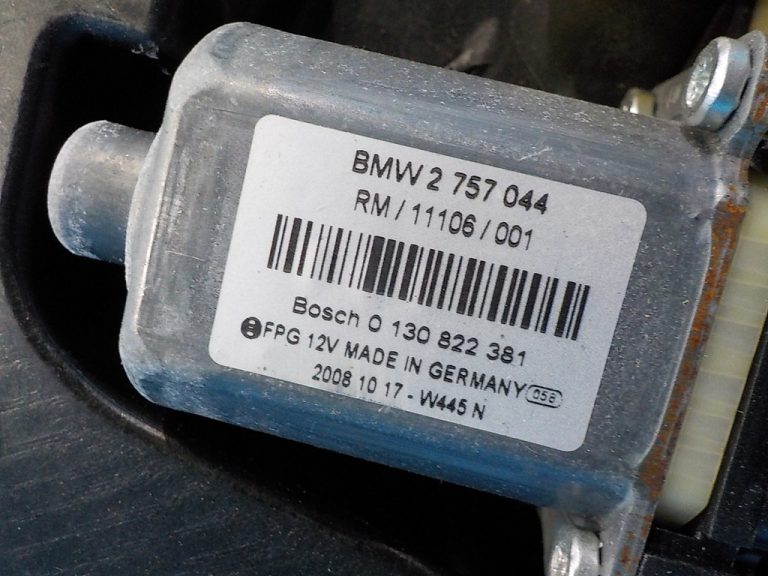 BMW 2 757 044
RM / 11106 / 001
Bosch 0 130 822 381
FPG 12V MADE IN GERMANY 058
2008 10 17 - W445 N